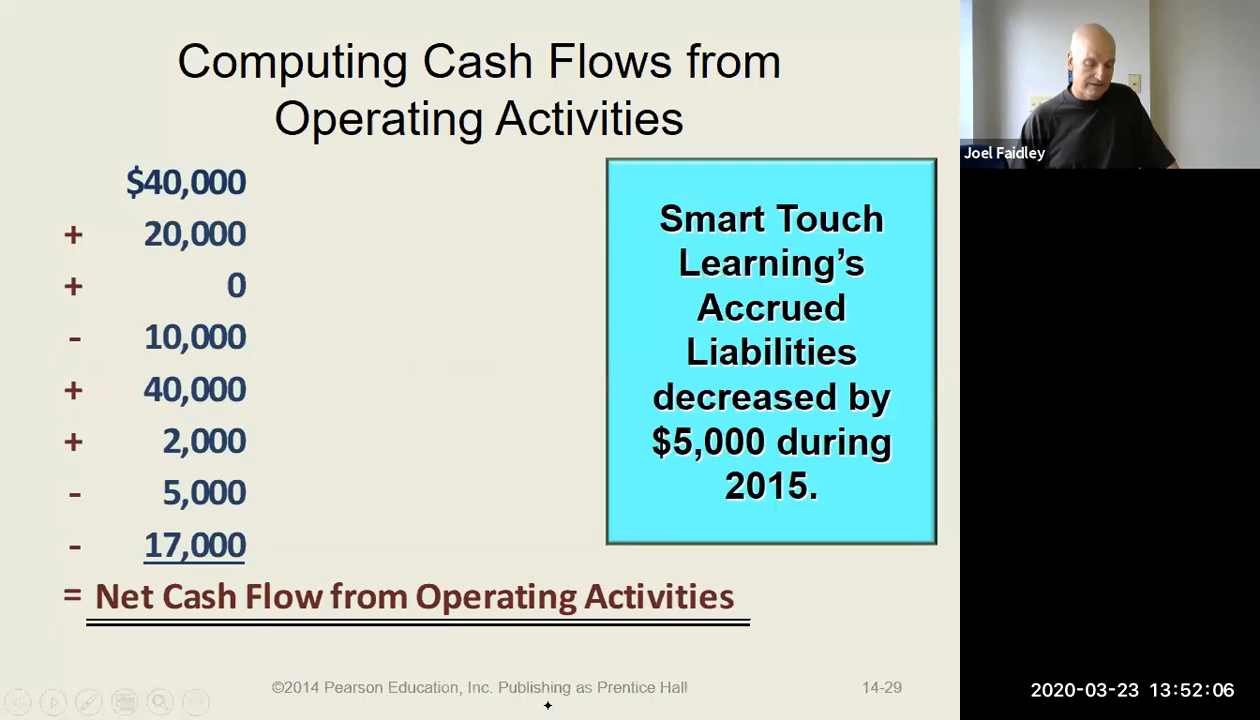 Computing Cash Flows from
Operating Activities
$40,000
+ 20,000
+ 0
- 10,000
+ 40,000
+ 2,000
- 5,000
- 17,000
= Net Cash Flow from Operating Activities
Smart Touch
Learning’s
Accrued
Liabilities
decreased by
$5,000 during
2015.
©2014 Pearson Education, Inc. Publishing as Prentice Hall
14-29
Joel Faidley
2020-03-23 13:52:06